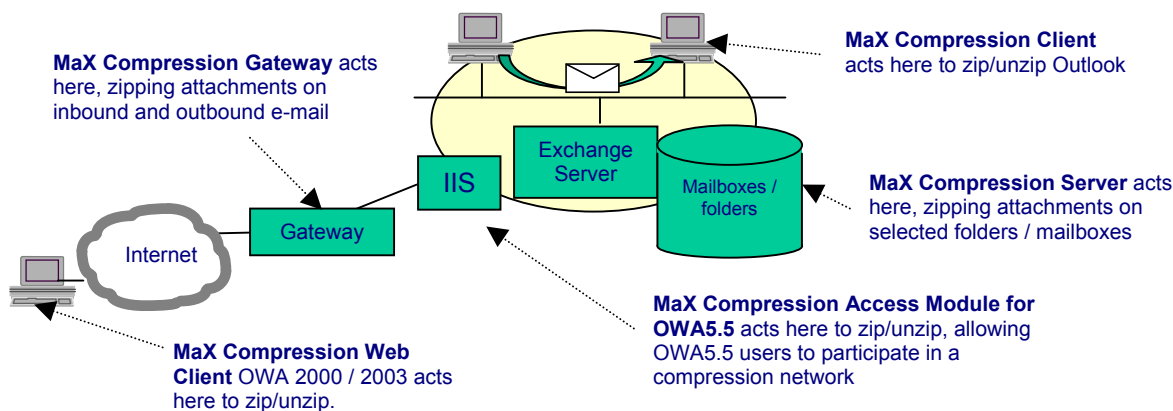 MaX Compression Gateway acts
here, zipping attachments on
inbound and outbound e-mail
MaX Compression Client
acts here to zip/unzip Outlook
Exchange
Server
IIS
Mailboxes /
folders
MaX Compression Server acts
here, zipping attachments on
selected folders / mailboxes
Gateway
Internet
MaX Compression Access Module for
OWA5.5 acts here to zip/unzip, allowing
OWA5.5 users to participate in a
compression network
MaX Compression Web
Client OWA 2000 / 2003 acts
here to zip/unzip.